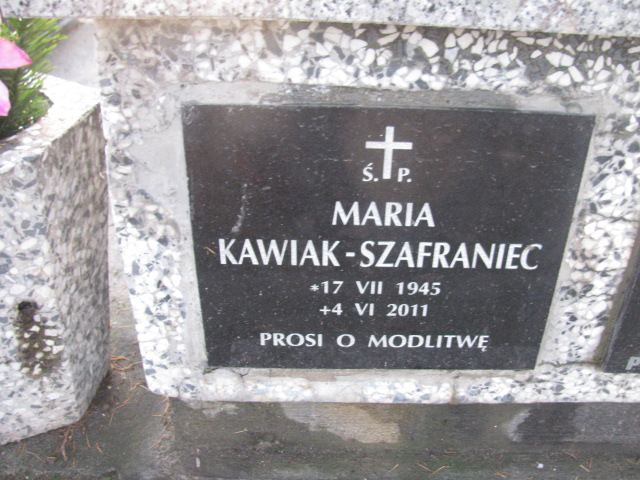 Ś. P.
MARIA
KAWIAK-SZAFRANIEC
*17 VII 1945
+4 VI 2011
PROSI O MODLITWĘ